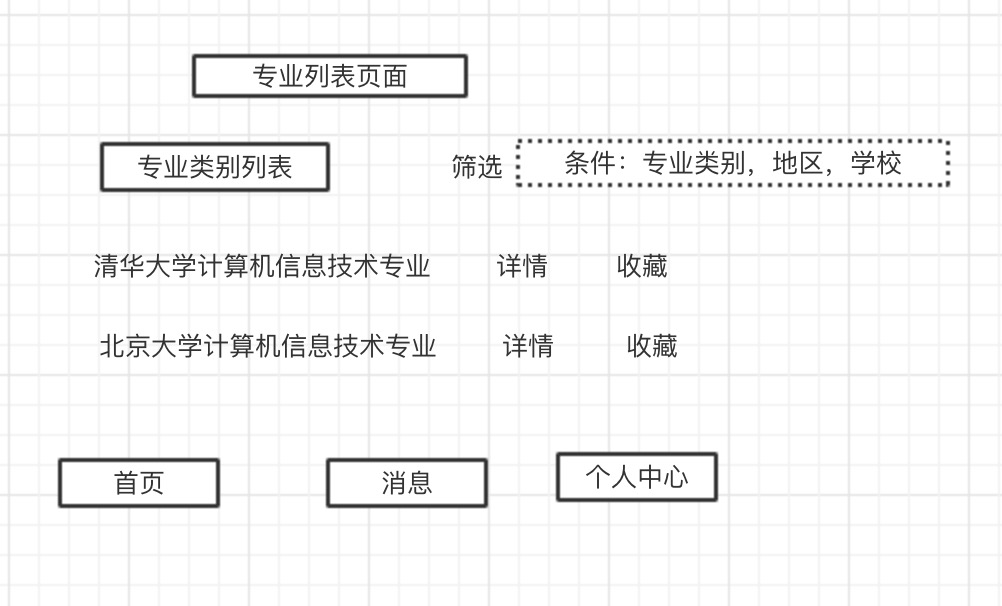 专业列表页面
专业类别列表 筛选 条件：专业类别，地区，学校
清华大学计算机信息技术专业 详情 收藏
北京大学计算机信息技术专业 详情 收藏
首页 消息 个人中心